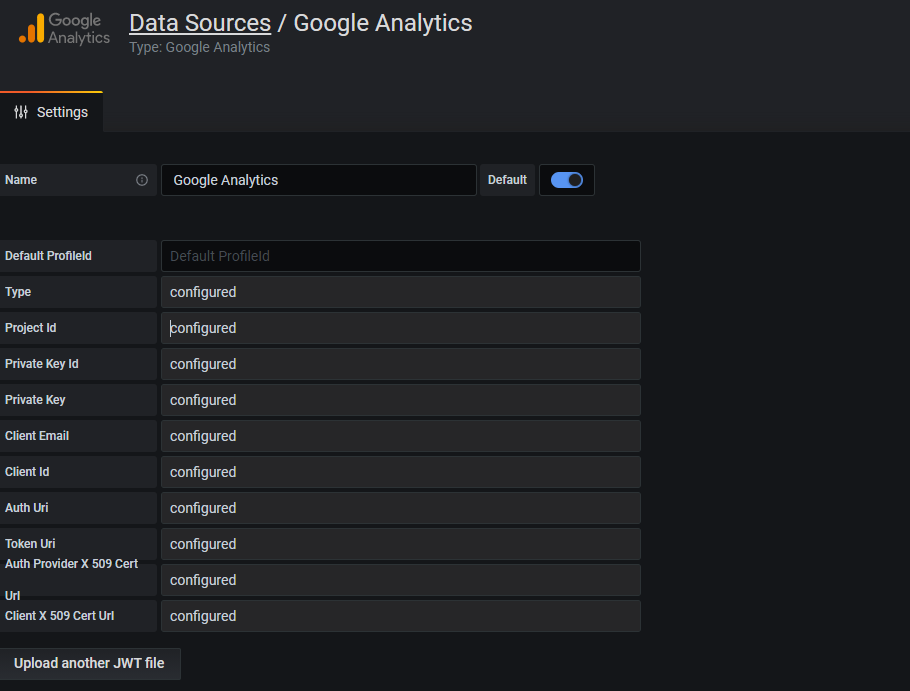 Google
Analytics
Data Sources / Google Analytics
Type: Google Analytics
Settings
Name Google Analytics Default
Default ProfileId Default ProfileId
Type configured
Project Id configured
Private Key Id configured
Private Key configured
Client Email configured
Client Id configured
Auth Uri configured
Token Uri configured
Auth Provider X 509 Cert
Url configured
Client X 509 Cert Url configured
Upload another JWT file